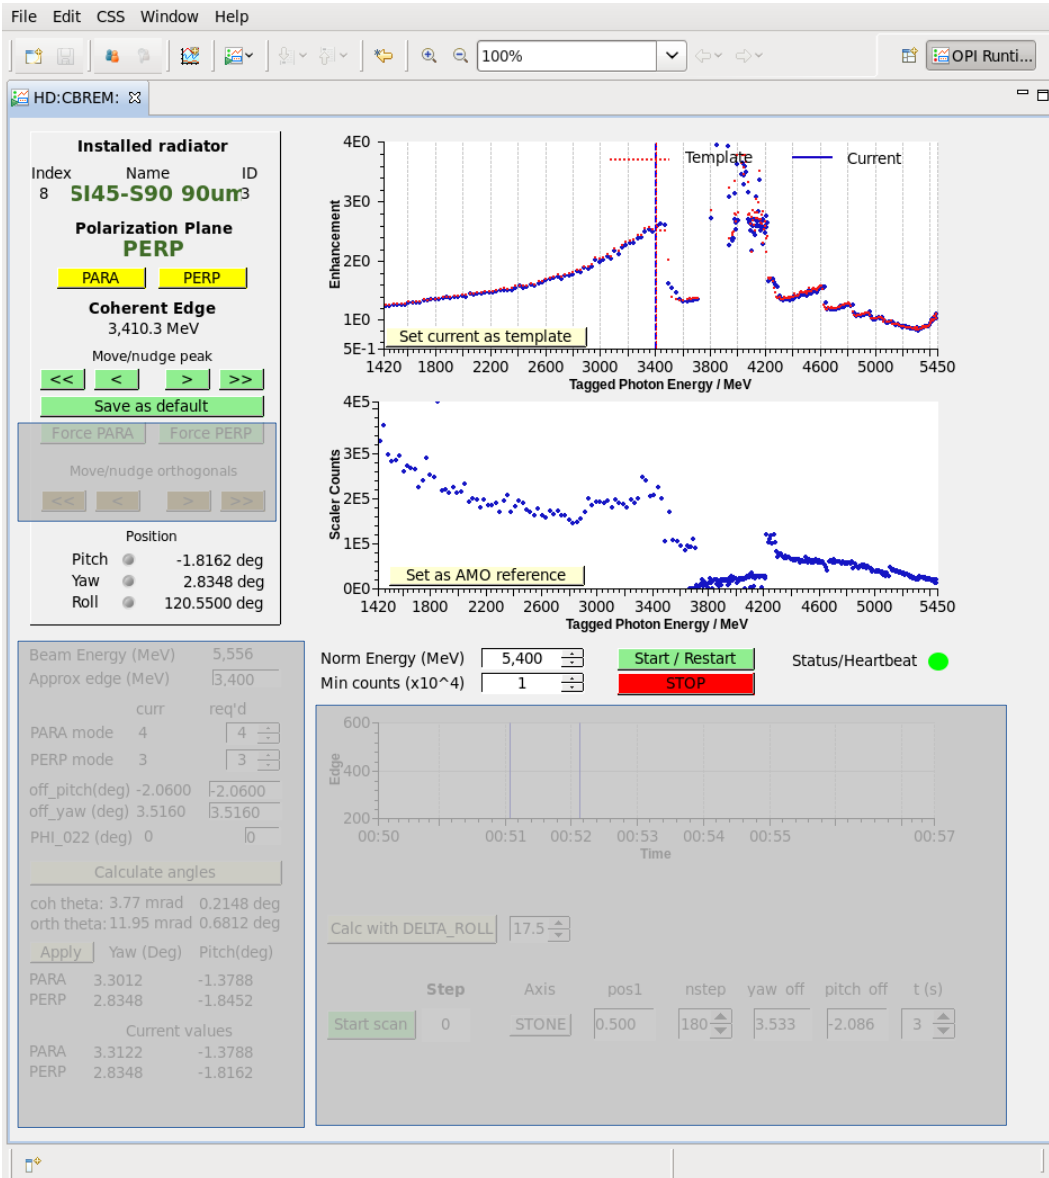 File Edit CSS Window Help
100% OPI Runti...
HD:CBREM:
Installed radiator
Index Name ID
8 SI45-S90 90um 3
Polarization Plane
PERP
PARA PERP
Coherent Edge
3,410.3 MeV
Move/nudge peak
<< < > >>
Save as default
Force PARA Force PERP
Move/nudge orthogonals
<< < > >>
Position
Pitch -1.8162 deg
Yaw 2.8348 deg
Roll 120.5500 deg
Template Current
Enhancement
4E0
3E0
2E0
1E0
5E-1
Set current as template
1420 1800 2200 2600 3000 3400 3800 4200 4600 5000 5450
Tagged Photon Energy / MeV
Scaler Counts
4E5
3E5
2E5
1E5
0E0
Set as AMO reference
1420 1800 2200 2600 3000 3400 3800 4200 4600 5000 5450
Tagged Photon Energy / MeV
Norm Energy (MeV) 5,400 Start / Restart Status/Heartbeat
Min counts (x10^4) 1 STOP
Beam Energy (MeV) 5,556
Approx edge (MeV) 3,400
curr req'd
PARA mode 4 4
PERP mode 3 3
off_pitch(deg) -2.0600 -2.0600
off_yaw (deg) 3.5160 3.5160
PHI_022 (deg) 0 0
Calculate angles
coh theta: 3.77 mrad 0.2148 deg
orth theta: 11.95 mrad 0.6812 deg
Apply Yaw (Deg) Pitch(deg)
PARA 3.3012 -1.3788
PERP 2.8348 -1.8452
Current values
PARA 3.3122 -1.3788
PERP 2.8348 -1.8162
Edge
600
400
200
00:50 00:51 00:52 00:53 00:54 00:55 00:57
Time
Calc with DELTA_ROLL 17.5
Step Axis pos1 nstep yaw off pitch off t (s)
Start scan 0 STONE 0.500 180 3.533 -2.086 3